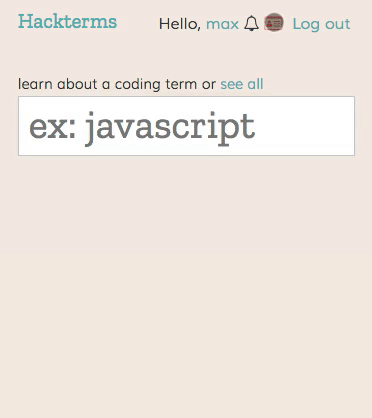 Hackterms
Hello, max Log out
learn about a coding term or see all
ex: javascript